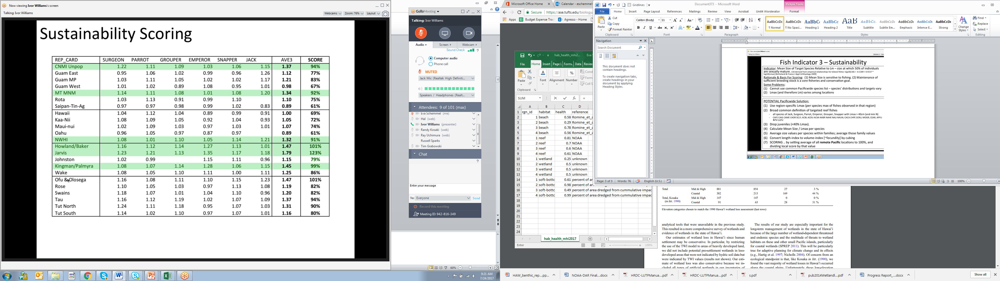 Now viewing Ivor Williams's screen
Talking: Ivor Williams
Webcams
Zoom: 76%
Layout
Sustainability Scoring
REP_CARD SURGEON PARROT GROUPER EMPEROR SNAPPER JACK AVE3 SCORE
CNMI Unpop 1.22 1.11 1.09 1.03 1.06 1.15 1.37 94%
Guam East 0.95 1.06 1.02 0.99 0.96 1.26 1.12 77%
Guam MP 1.03 1.11 1.05 1.02 1.02 1.17 1.21 83%
Guam West 1.01 1.02 0.89 1.08 0.95 1.01 0.98 67%
MT MNM 1.14 1.11 1.08 1.01 1.08 1.20 1.34 92%
Rota 1.03 1.13 0.91 0.99 1.10 1.10 75%
Saipan-Tin-Ag 0.97 0.97 0.98 0.99 1.02 0.83 0.89 61%
Hawaii 1.04 1.12 1.04 0.89 0.99 0.91 1.00 69%
Kaa-Nii 1.08 1.09 1.05 0.92 1.04 0.93 1.05 72%
Maui-nui 1.02 1.09 1.03 0.97 1.03 1.01 1.07 74%
Oahu 0.96 1.05 0.97 0.87 0.97 0.89 61%
NWHI 1.08 1.01 1.10 1.05 1.14 1.21 1.32 91%
Howland/Baker 1.16 1.12 1.14 1.27 1.13 1.01 1.47 101%
Jarvis 1.23 1.21 1.13 1.35 1.17 1.18 1.79 123%
Johnston 1.02 0.99 1.15 1.11 0.96 1.15 79%
Kingman/Palmyra 1.08 1.07 1.14 1.28 1.06 1.15 1.45 99%
Wake 1.08 1.05 1.10 1.11 1.00 1.11 1.25 86%
Ofu & Olosega 1.16 1.08 1.11 1.10 1.15 1.23 1.47 101%
Rose 1.10 1.05 1.03 0.97 1.13 1.08 1.19 82%
Swains 1.18 1.07 1.01 1.04 1.10 0.96 1.20 82%
Tau 1.16 1.12 1.19 1.02 1.07 1.09 1.37 94%
Tut North 1.24 1.11 1.18 0.95 1.07 1.03 1.31 90%
Tut South 1.14 1.02 1.10 0.97 1.07 1.01 1.16 80%
GoToMeeting
Talking: Ivor Williams
Audio Screen Webcam
Sound Check ?
Computer audio
Phone call
MUTED
Jack Mic (Realtek High Definiti...
Speakers / Headphones (Realt...
Attendees: 9 of 101 (max)
Eva Schemmel (me)
Hal (web)
Ivor Williams (presenter)
Randy Kosaki (web)
Ray Uchimura (web)
Russell Sparks
Tim Grabowski
Chat
?
Enter your message
To: Everyone Send
Record this meeting
Meeting ID: 942-816-349
60%
9:21 AM
7/24/2017
Microsoft Office Home
Calendar - eschemmel
Secure https://ase.tufts.edu/biology/
Apps Budget Expense Trac Agresso - Home
hab_health_mhi2... Eva S
File Home Insert Page L Formu Data Review
Paste Font Alignment Number
Cond
Form
Cell S
Clipboard
SUM fx =
A B C D
1 rgn_id habitat health reference
2 1 beach 0.58 Romine_et_a
3 2 beach 0.29 Romine_et_a
4 3 beach 0.78 Romine_et_a
5 4 beach 0.56 Romine_et_a
6 1 reef 0.81 NOAA
7 2 reef 0.7 NOAA
8 3 reef 0.6 NOAA
9 4 reef 0.61 NOAA
10 1 wetland 0.25 unknown
11 2 wetland 0.5 unknown
12 3 wetland 0.5 unknown
13 4 wetland 0.5 unknown
14 1 soft-botto 0.61 percent of ar
15 2 soft-botto 0.98 percent of area dredged from cummulative impac
16 3 soft-botto 0.49 percent of area dredged from cummulative impac
17 4 soft-botto 0.99 percent of area dredged from cummulative impac
18
19
20
21
22
23
24
hab_health_mhi2017
Enter 100%
Gridlines
Document373 - Microsoft Word
Picture Tools
File Home Insert Page Layout References Mailings Review View Acrobat Unit4 Worderator Format
Paste
Cut
Copy
Format Painter
Clipboard
Calibri (Body) 11
Font
Paragraph
¶ Normal ¶ No Spaci... Heading 1 Heading 2 Title Subtitle Subtle Em... Emphasis Intense E... Strong
Change Styles
Styles
Find
Replace
Select
Editing
Navigation
Search Document
This document does not contain headings.
To create navigation tabs, create headings in your document by applying Heading Styles.
Fish Indicator 3 – Sustainability
Indicator: Mean Size of Target Species Relative to Lm – size at which 50% of individuals
are sexually mature. L50 derived from empirical relationships for teleost fishes: log10(L50) = -0.1189 + 0.9157 *
log10(Lmax) [Binholand & Froese J Appl Ichthyology 2009]
Rationale & Basis For Scoring: (1) Mean Size is sensitive to fishing. (2) Maintenance of
sufficient breeding stock is a core fisheries and conservation goal.
Some Problems:
(1) Cannot use common Pacificwide species list – species' distributions and targets vary
(2) Lmax (and therefore Lm) varies among locations
POTENTIAL Pacificwide Solution:
(1) Use region-specific Lmax (per species max of fishes observed in that region)
(2) Broad common definition of targeted reef fishes
- all species of Jack, Surgeon, Parrot, Emperor, Grouper, Snapper with Lmax > 40cm (and min N)
(3) Drop juveniles (<40% Lmax).
(4) Calculate Mean Size / Lmax per species
(5) Average size values per species within families; average those family values
(6) Convert length-index to volume-index [~fecundity] by cubing
(7) SCORING .. by setting average of all remote Pacific locations to 100%, and
dividing local score by that value
Page: 3 of 3 Words: 76 English (U.S.) 100%
Total Mid & High 881 854 27 3 %
Coastal 382 213 169 44 %
Total, Kosaka Mid & High 147 147 0 0 %
(in litt. 1990) Coastal 91 63 28 31 %
Elevation categories chosen to match the 1990 Hawai'i wetland loss assessment (last rows)
analytical tools that were unavailable in the previous study.
This resulted in a more comprehensive survey of wetlands and
evidence of wetlands in the state of Hawai'i.
Our estimates of wetland loss in Hawai'i since human
settlement may be conservative. In particular, by restricting
the use of the TWI model to areas of heavily developed land,
we did not include potential pre-settlement wetlands in less-
developed areas that were not indicated by hydric soil data but
were indicated by TWI values (results not shown). Our esti-
mate of wetland loss was also conservative because we in-
cluded all types of artificial wetlands in our inventories of
The results of our study are especially important for the
long-term management of wetlands in the state of Hawai'i
because of the large number of wetland-dependent threatened
and endemic species and the multitude of threats to wetland
habitats on these and other small Pacific islands, particularly
for coastal wetlands (SPREP 2011). This will be particularly
true for adaptive planning for climate change and its effects
(e.g., Hartig et al. 1997; Nicholls 2004). Of concern from an
ecological standpoint is that, like Kosaka in litt. (1990), we
found the vast majority of wetland losses in Hawai'i occurred
along the coastal plains. Unfortunately, these low-elevation
HAW_benthic_rep....pp...
NOAA-DAR Final....docx
HRDC-LUTPManua....pdf
HRDC-LUTPManua....pdf
s.pdf
pub2014Wetlandl....pdf
Progress Report_....docx
Show all